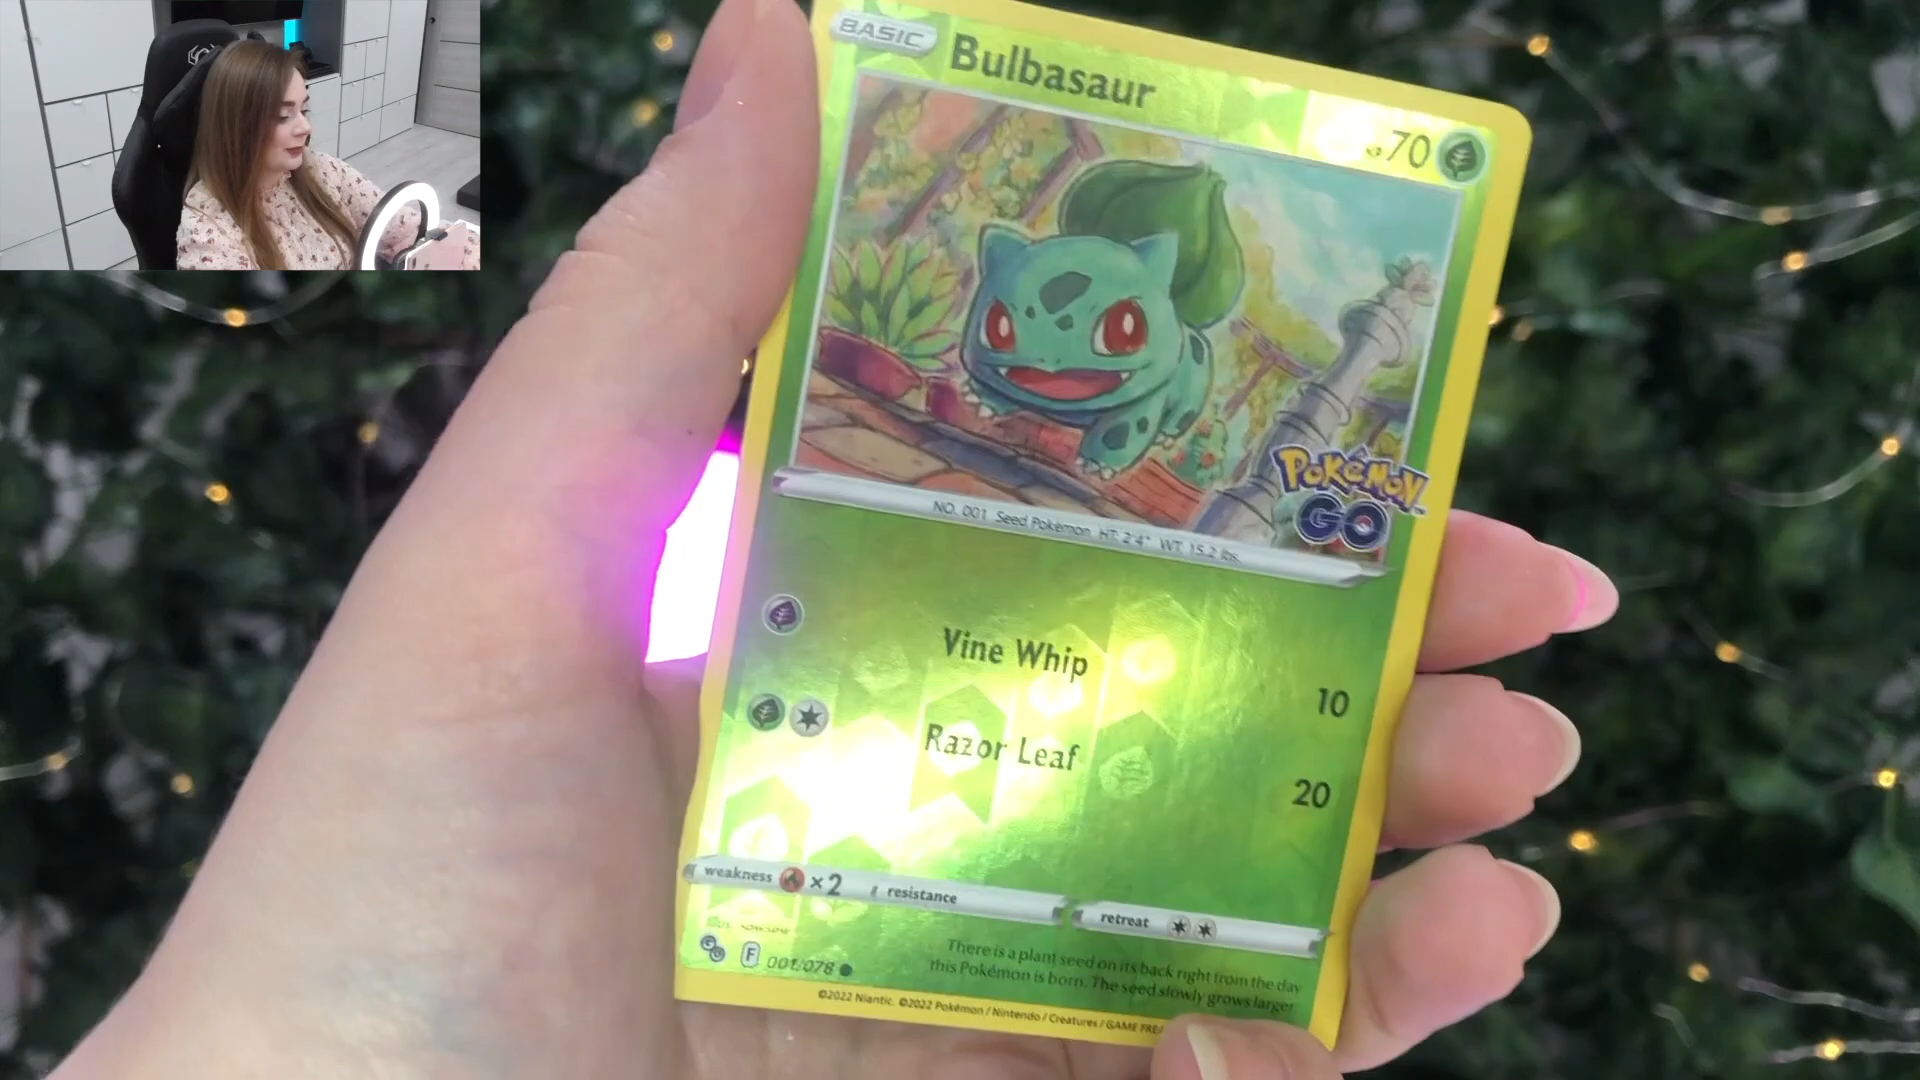 BASIC
Bulbasaur
70
POKÉMON
GO
NO. 001 Seed Pokémon HT: 2'4" WT: 15.2 lbs.
Vine Whip
10
Razor Leaf
20
weakness ×2 resistance retreat
F 001/078
There is a plant seed on its back right from the day
this Pokémon is born. The seed slowly grows larger
©2022 Niantic. ©2022 Pokémon / Nintendo / Creatures / GAME